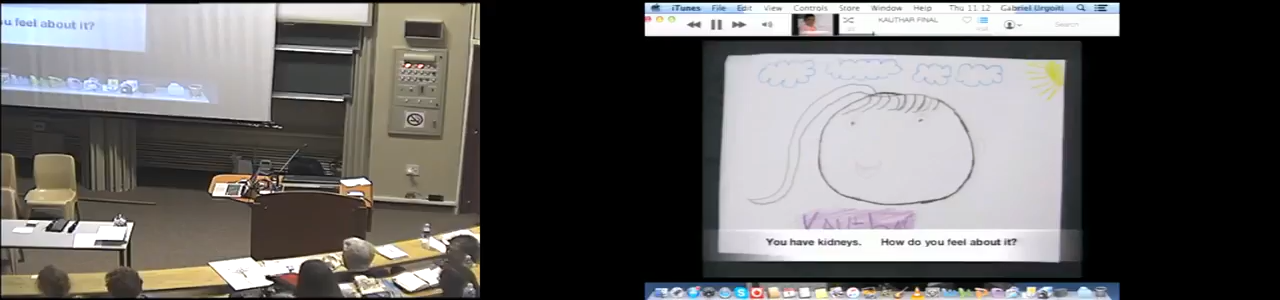 u feel about it?
iTunes File Edit View Controls Store Window Help Thu 11:12 Gabriel Urgoiti
KAUTHAR FINAL
Search
You have kidneys. How do you feel about it?